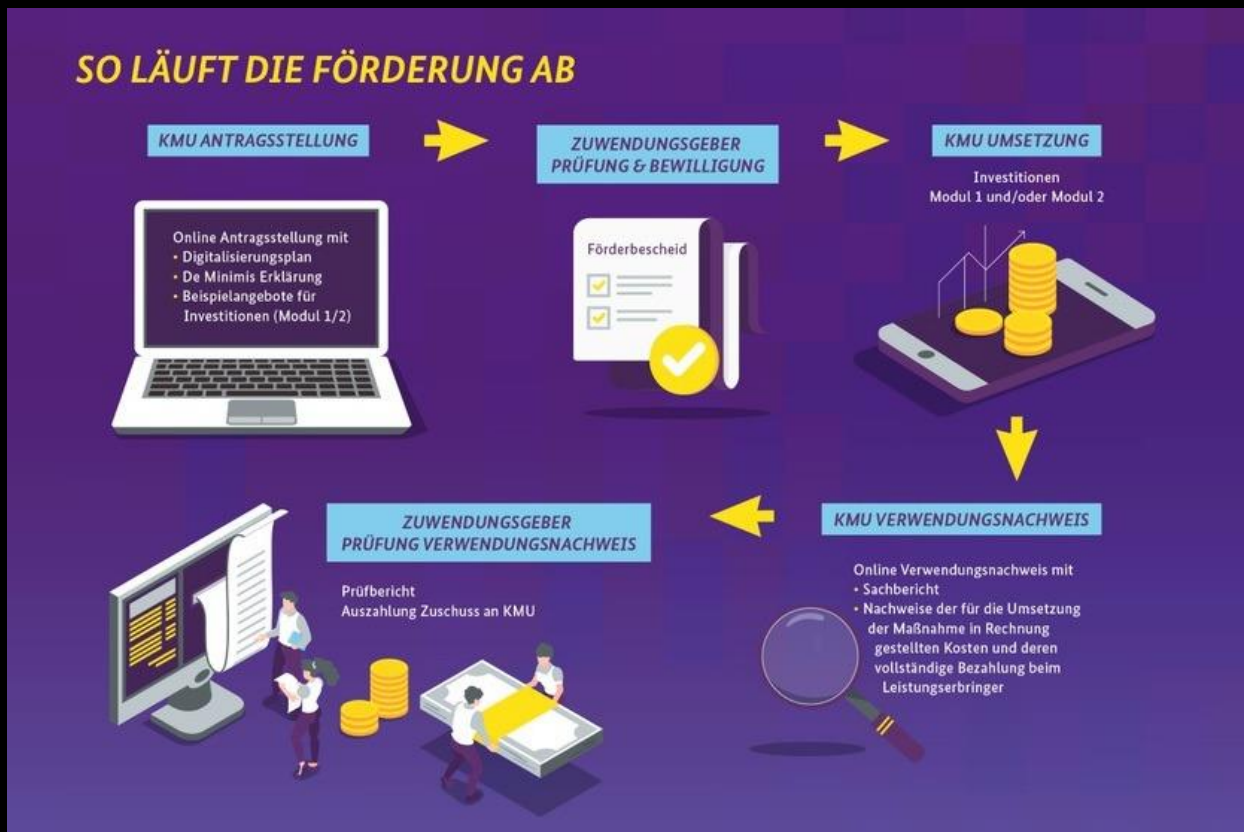 SO LÄUFT DIE FÖRDERUNG AB
KMU ANTRAGSSTELLUNG
Online Antragsstellung mit
• Digitalisierungsplan
• De Minimis Erklärung
• Beispielangebote für
Investitionen (Modul 1/2)
ZUWENDUNGSGEBER
PRÜFUNG & BEWILLIGUNG
Förderbescheid
KMU UMSETZUNG
Investitionen
Modul 1 und/oder Modul 2
KMU VERWENDUNGSNACHWEIS
Online Verwendungsnachweis mit
• Sachbericht
• Nachweise der für die Umsetzung
der Maßnahme in Rechnung
gestellten Kosten und deren
vollständige Bezahlung beim
Leistungserbringer
ZUWENDUNGSGEBER
PRÜFUNG VERWENDUNGSNACHWEIS
Prüfbericht
Auszahlung Zuschuss an KMU